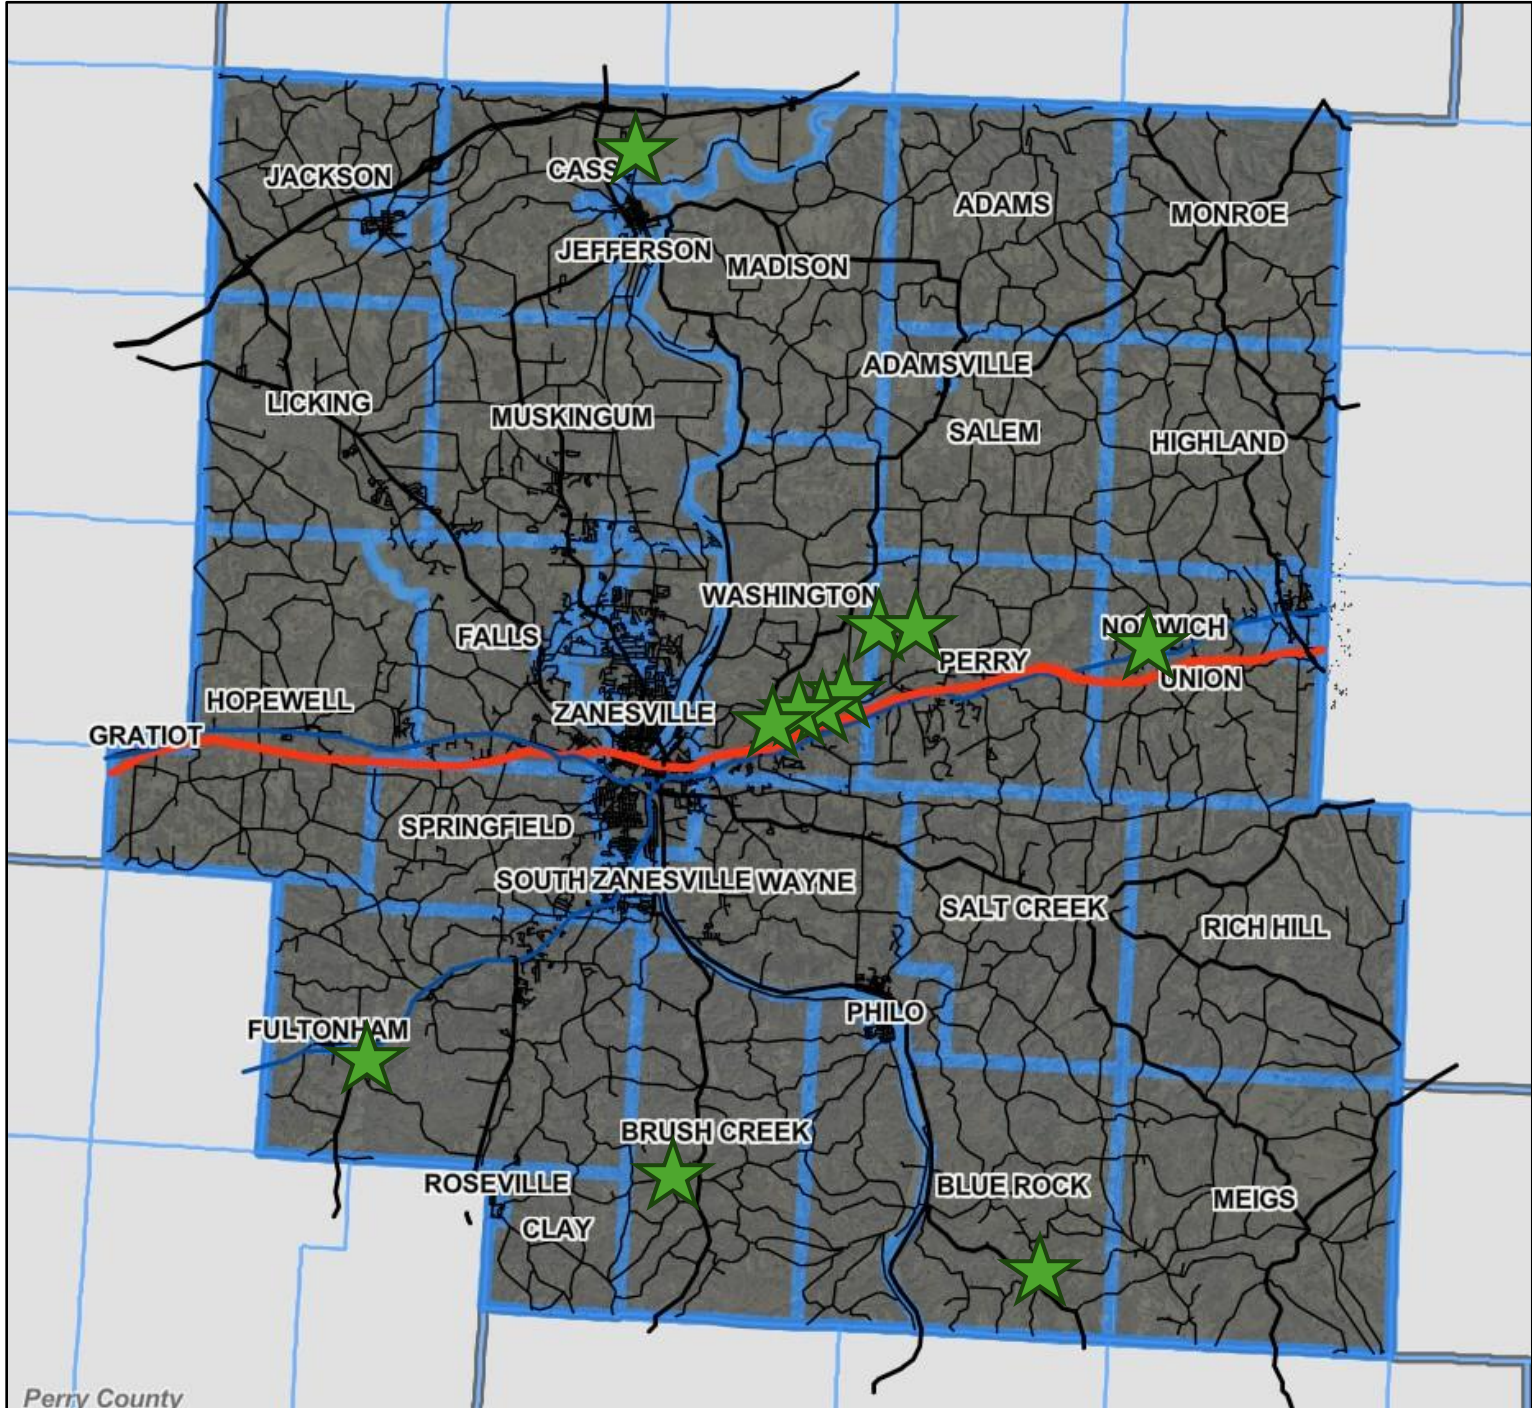 JACKSON
CASS
ADAMS
MONROE
JEFFERSON
MADISON
ADAMSVILLE
LICKING
MUSKINGUM
SALEM
HIGHLAND
WASHINGTON
FALLS
NORWICH
PERRY
UNION
HOPEWELL
ZANESVILLE
GRATIOT
SPRINGFIELD
SOUTH ZANESVILLE
WAYNE
SALT CREEK
RICH HILL
PHILO
FULTONHAM
BRUSH CREEK
ROSEVILLE
BLUE ROCK
MEIGS
CLAY
Perry County